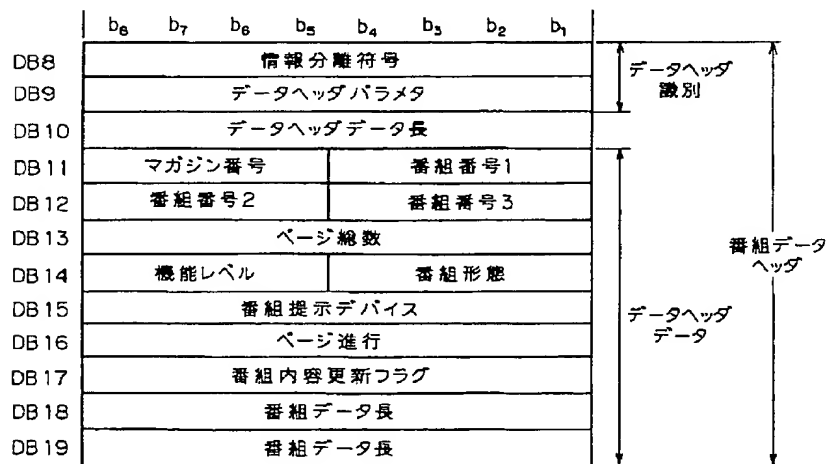 b₈ b₇ b₆ b₅ b₄ b₃ b₂ b₁
DB8 情報分離符号
DB9 データヘッダパラメタ
データヘッダ
識別
DB10 データヘッダデータ長
DB11 マガジン番号 番組番号1
DB12 番組番号2 番組番号3
DB13 ページ総数
番組データ
ヘッダ
DB14 機能レベル 番組形態
DB15 番組提示デバイス
データヘッダ
データ
DB16 ページ進行
DB17 番組内容更新フラグ
DB18 番組データ長
DB19 番組データ長